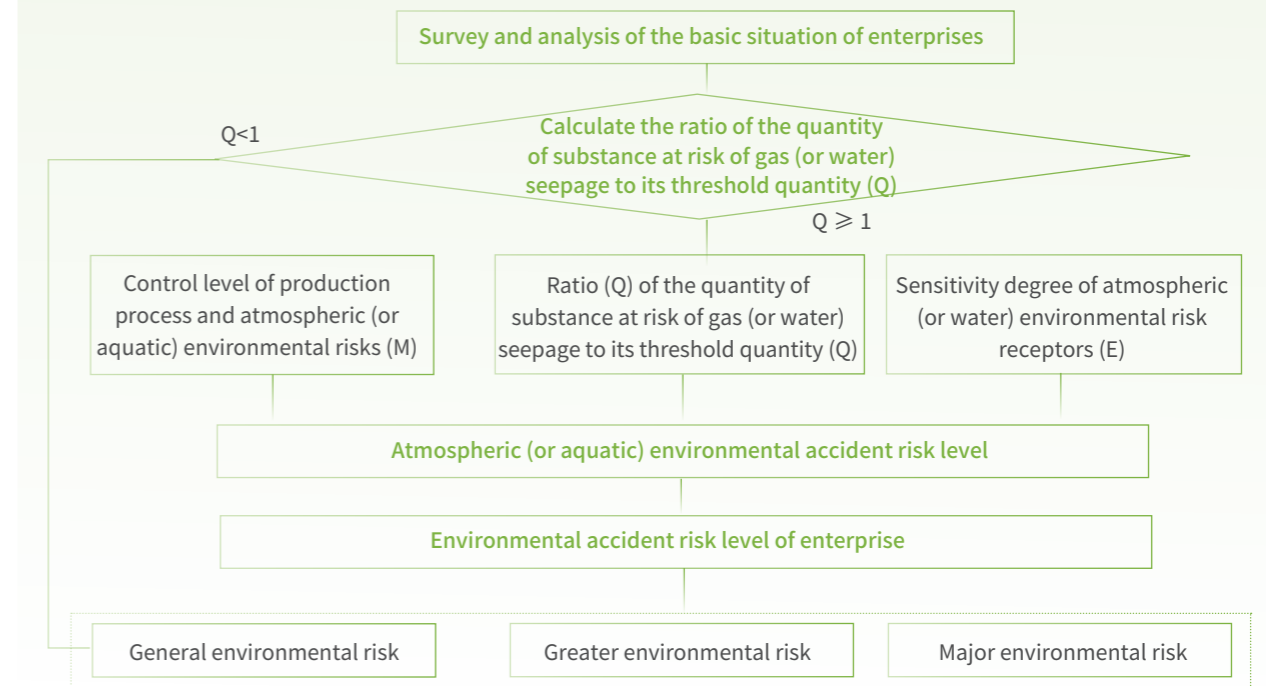 Survey and analysis of the basic situation of enterprises
Q<1
Calculate the ratio of the quantity
of substance at risk of gas (or water)
seepage to its threshold quantity (Q)
Q ⩾ 1
Control level of production
process and atmospheric (or
aquatic) environmental risks (M)
Ratio (Q) of the quantity of
substance at risk of gas (or water)
seepage to its threshold quantity (Q)
Sensitivity degree of atmospheric
(or water) environmental risk
receptors (E)
Atmospheric (or aquatic) environmental accident risk level
Environmental accident risk level of enterprise
General environmental risk
Greater environmental risk
Major environmental risk